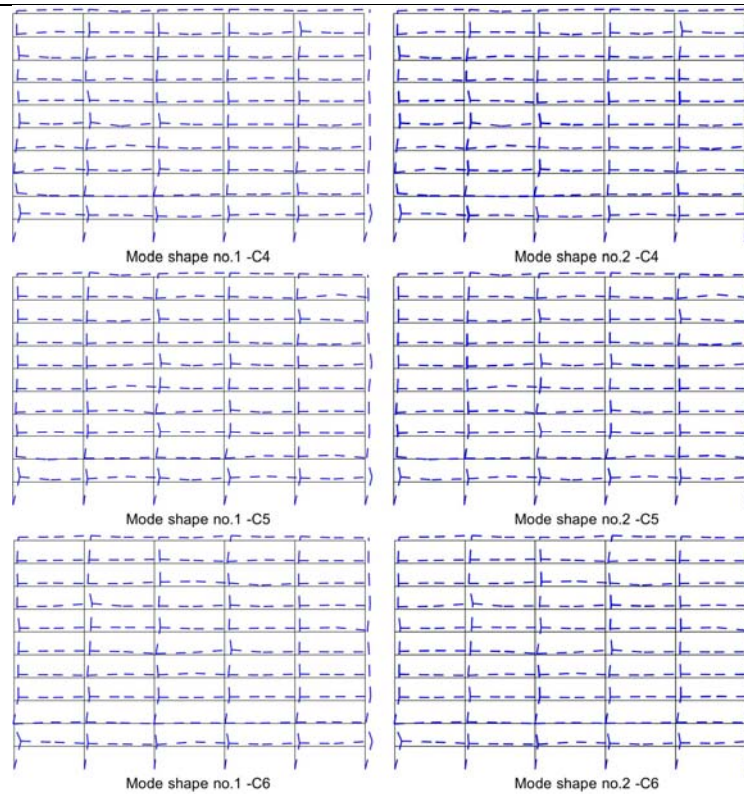 Mode shape no.1 -C4
Mode shape no.2 -C4
Mode shape no.1 -C5
Mode shape no.2 -C5
Mode shape no.1 -C6
Mode shape no.2 -C6